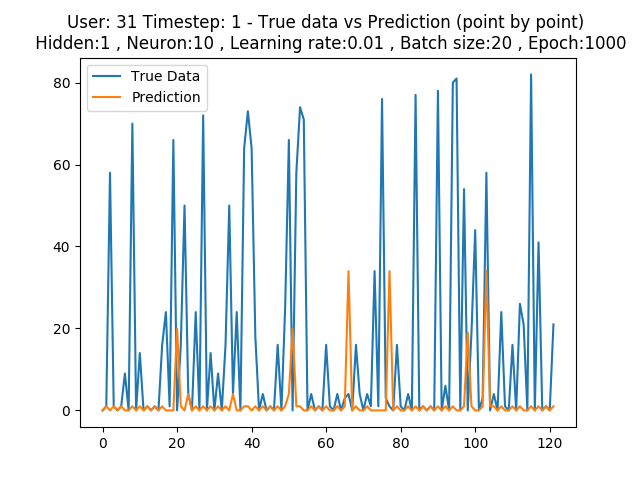 User: 31 Timestep: 1 - True data vs Prediction (point by point)
Hidden:1 , Neuron:10 , Learning rate:0.01 , Batch size:20 , Epoch:1000
True Data
Prediction
80
60
40
20
0
0 20 40 60 80 100 120